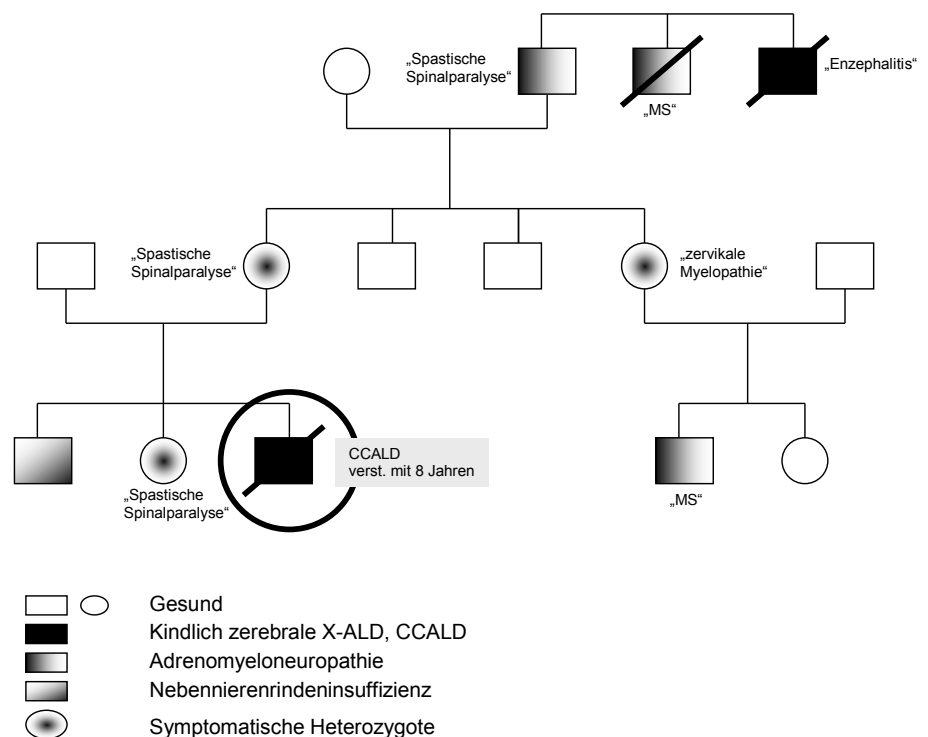 „Spastische
Spinalparalyse“
„MS“
„Enzephalitis“
„Spastische
Spinalparalyse“
„zervikale
Myelopathie“
CCALD
verst. mit 8 Jahren
„Spastische
Spinalparalyse“
„MS“
Gesund
Kindlich zerebrale X-ALD, CCALD
Adrenomyeloneuropathie
Nebennierenrindeninsuffizienz
Symptomatische Heterozygote